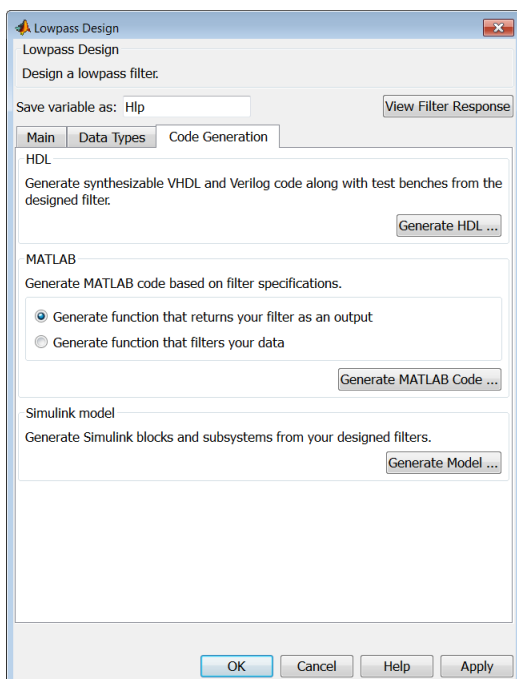 Lowpass Design
Lowpass Design
Design a lowpass filter.
Save variable as: Hlp
View Filter Response
Main
Data Types
Code Generation
HDL
Generate synthesizable VHDL and Verilog code along with test benches from the
designed filter.
Generate HDL ...
MATLAB
Generate MATLAB code based on filter specifications.
Generate function that returns your filter as an output
Generate function that filters your data
Generate MATLAB Code ...
Simulink model
Generate Simulink blocks and subsystems from your designed filters.
Generate Model ...
OK
Cancel
Help
Apply